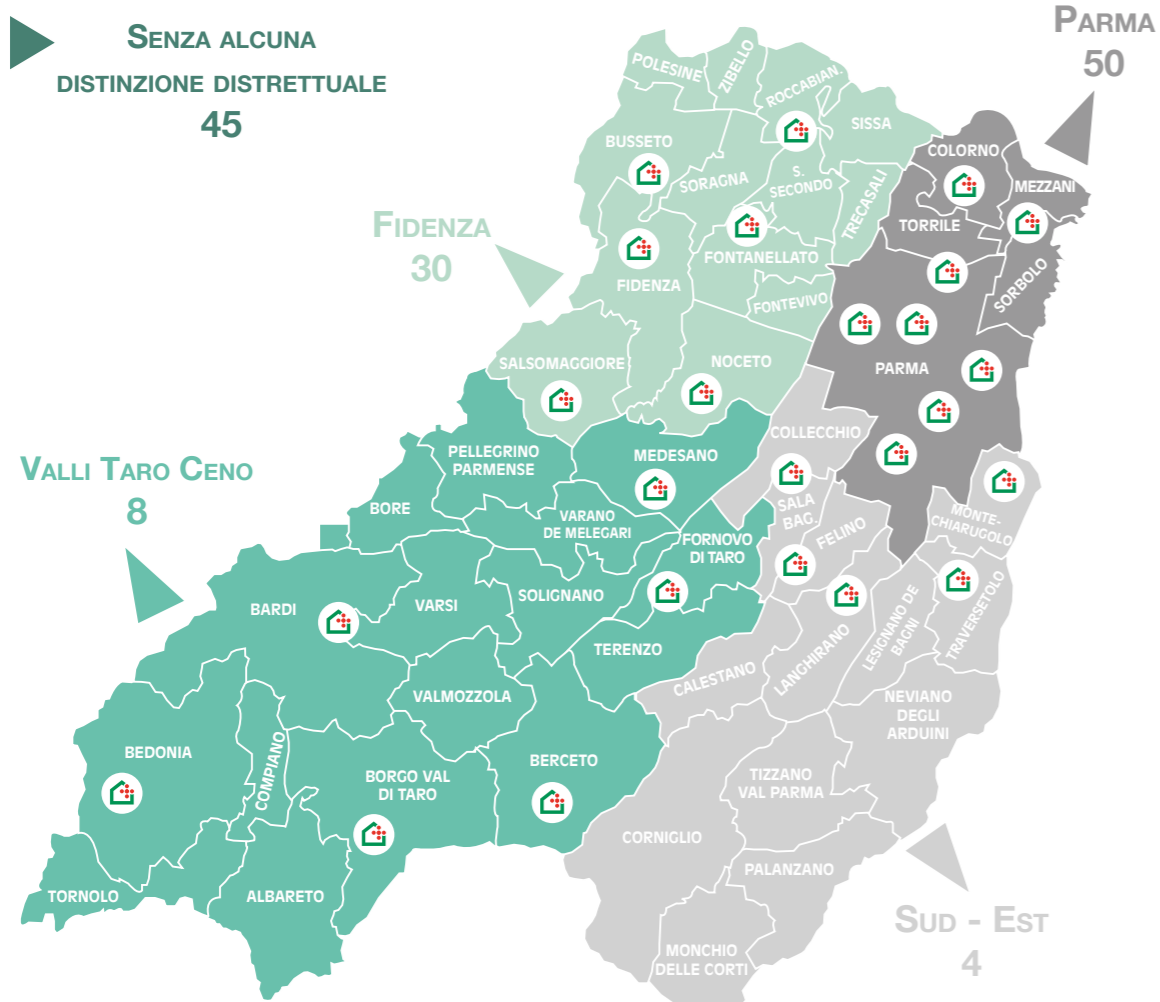 SENZA ALCUNA
DISTINZIONE DISTRETTUALE
45
PARMA
50
FIDENZA
30
VALLI TARO CENO
8
SUD - EST
4
POLESINE
ZIBELLO
ROCCABIAN.
SISSA
BUSSETO
SORAGNA
S.
SECONDO
TRECASALI
FIDENZA
FONTANELLATO
FONTEVIVO
SALSOMAGGIORE
NOCETO
COLORNO
MEZZANI
TORRILE
SORBOLO
PARMA
COLLECCHIO
SALA
BAG.
FELINO
MONTE-
CHIARUGOLO
LESIGNANO DE
BAGNI
TRAVERSETOLO
LANGHIRANO
CALESTANO
NEVIANO
DEGLI
ARDUINI
TIZZANO
VAL PARMA
CORNIGLIO
PALANZANO
MONCHIO
DELLE CORTI
PELLEGRINO
PARMENSE
MEDESANO
BORE
VARANO
DE MELEGARI
FORNOVO
DI TARO
BARDI
VARSI
SOLIGNANO
TERENZO
VALMOZZOLA
BEDONIA
COMPIANO
BORGO VAL
DI TARO
BERCETO
TORNOLO
ALBARETO